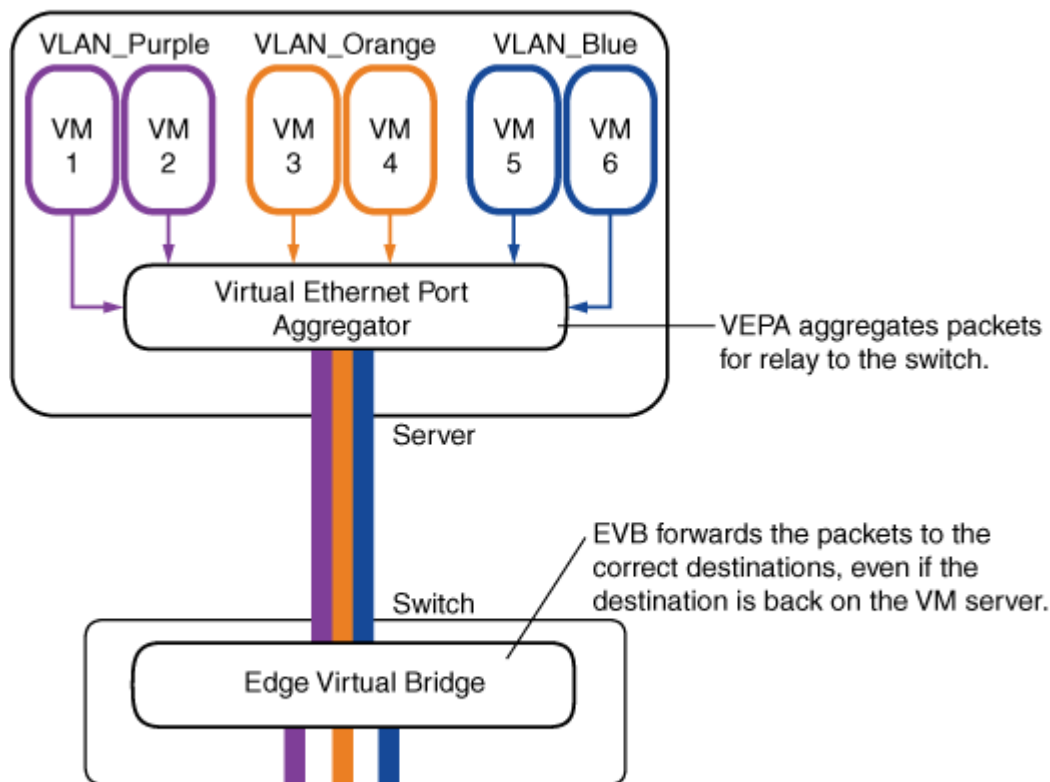 VLAN_Purple VLAN_Orange VLAN_Blue
VM VM VM VM VM VM
1 2 3 4 5 6
Virtual Ethernet Port
Aggregator
VEPA aggregates packets
for relay to the switch.
Server
EVB forwards the packets to the
correct destinations, even if the
destination is back on the VM server.
Switch
Edge Virtual Bridge